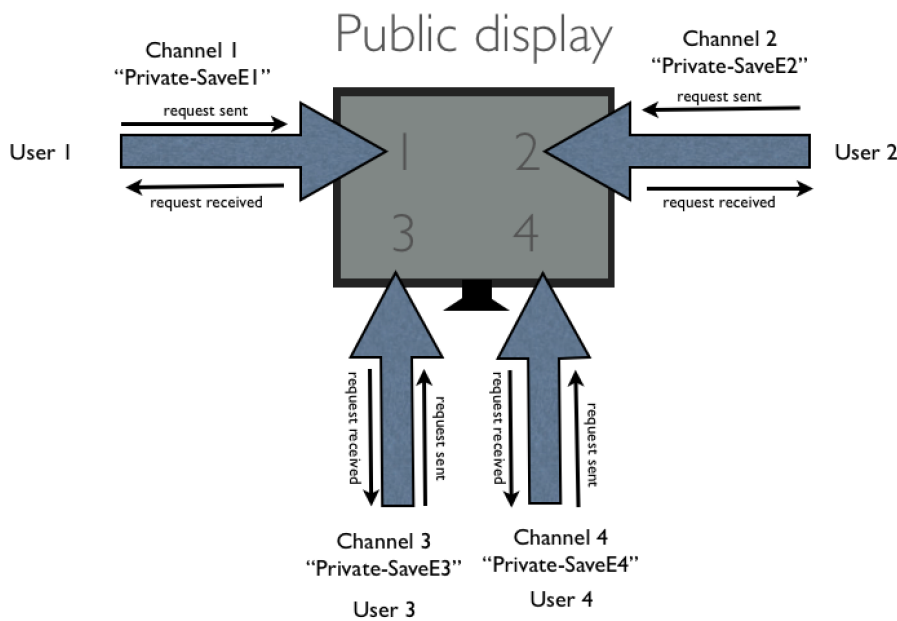 Public display
Channel 1
“Private-SaveE1”
request sent
User 1
request received
Channel 2
“Private-SaveE2”
request sent
User 2
request received
1
2
3
4
request received
request sent
Channel 3
“Private-SaveE3”
User 3
request received
request sent
Channel 4
“Private-SaveE4”
User 4